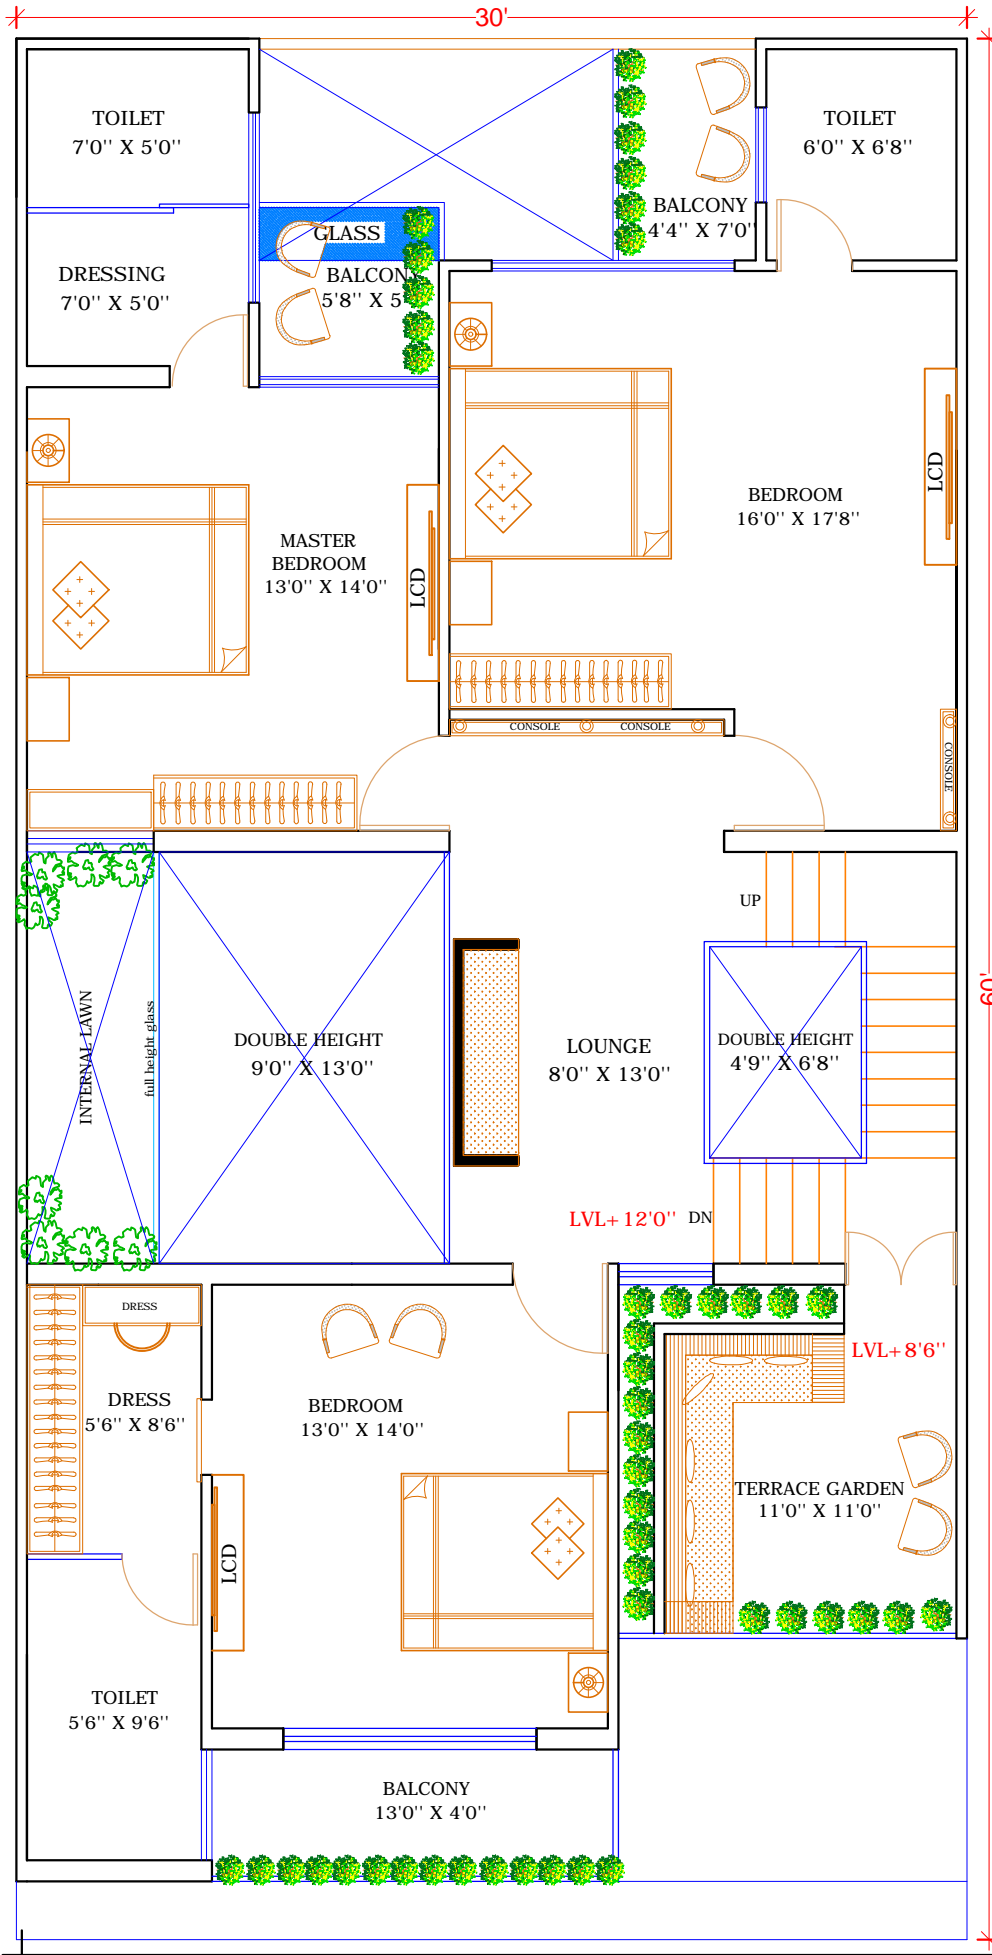 30'
TOILET
7'0'' X 5'0''
TOILET
6'0'' X 6'8''
BALCONY
4'4'' X 7'0'
GLASS
DRESSING
7'0'' X 5'0''
BALCONY
5'8'' X 5'
LCD
BEDROOM
16'0'' X 17'8''
MASTER
BEDROOM
13'0'' X 14'0''
LCD
CONSOLE
CONSOLE
CONSOLE
UP
60'
INTERNAL LAWN
full height glass
DOUBLE HEIGHT
9'0'' X 13'0''
LOUNGE
8'0'' X 13'0''
DOUBLE HEIGHT
4'9'' X 6'8''
LVL+12'0''
DN
DRESS
LVL+8'6''
DRESS
5'6'' X 8'6''
BEDROOM
13'0'' X 14'0''
TERRACE GARDEN
11'0'' X 11'0''
LCD
TOILET
5'6'' X 9'6''
BALCONY
13'0'' X 4'0''